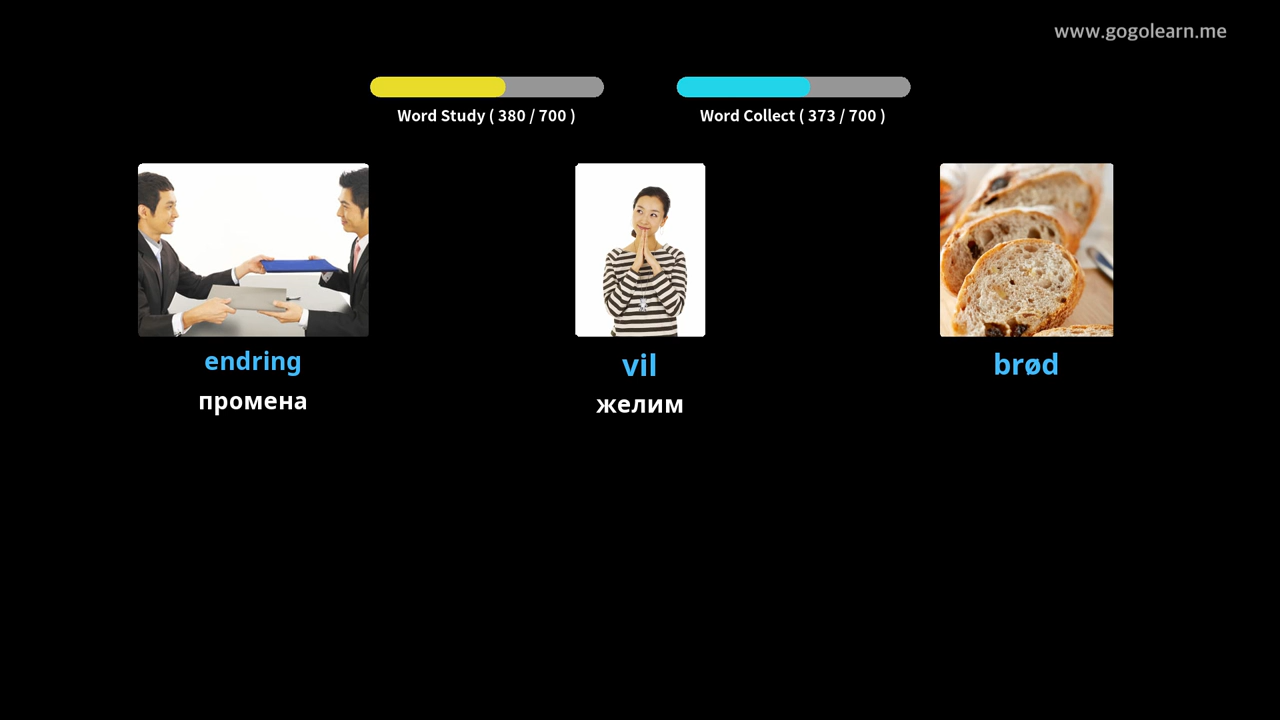 www.gogolearn.me
Word Study ( 380 / 700 )
Word Collect ( 373 / 700 )
endring
vil
brød
промена
желим